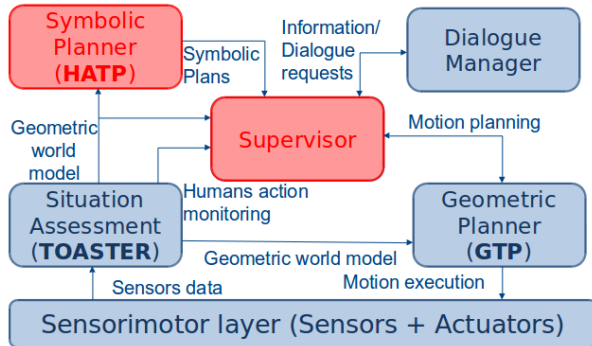 Symbolic
Planner
(HATP)
Symbolic
Plans
Information/
Dialogue
requests
Dialogue
Manager
Geometric
world
model
Supervisor
Motion planning
Situation
Assessment
(TOASTER)
Humans action
monitoring
Geometric
Planner
(GTP)
Geometric world model
Sensors data
Motion execution
Sensorimotor layer (Sensors + Actuators)